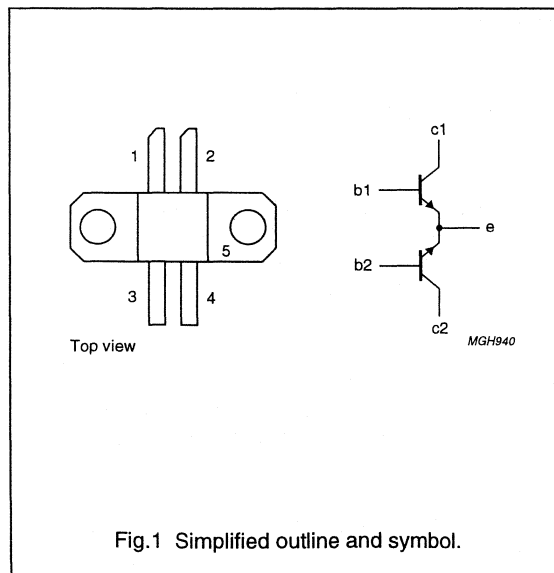 1
2
3
4
5
Top view
c1
b1
e
b2
c2
MGH940
Fig.1 Simplified outline and symbol.